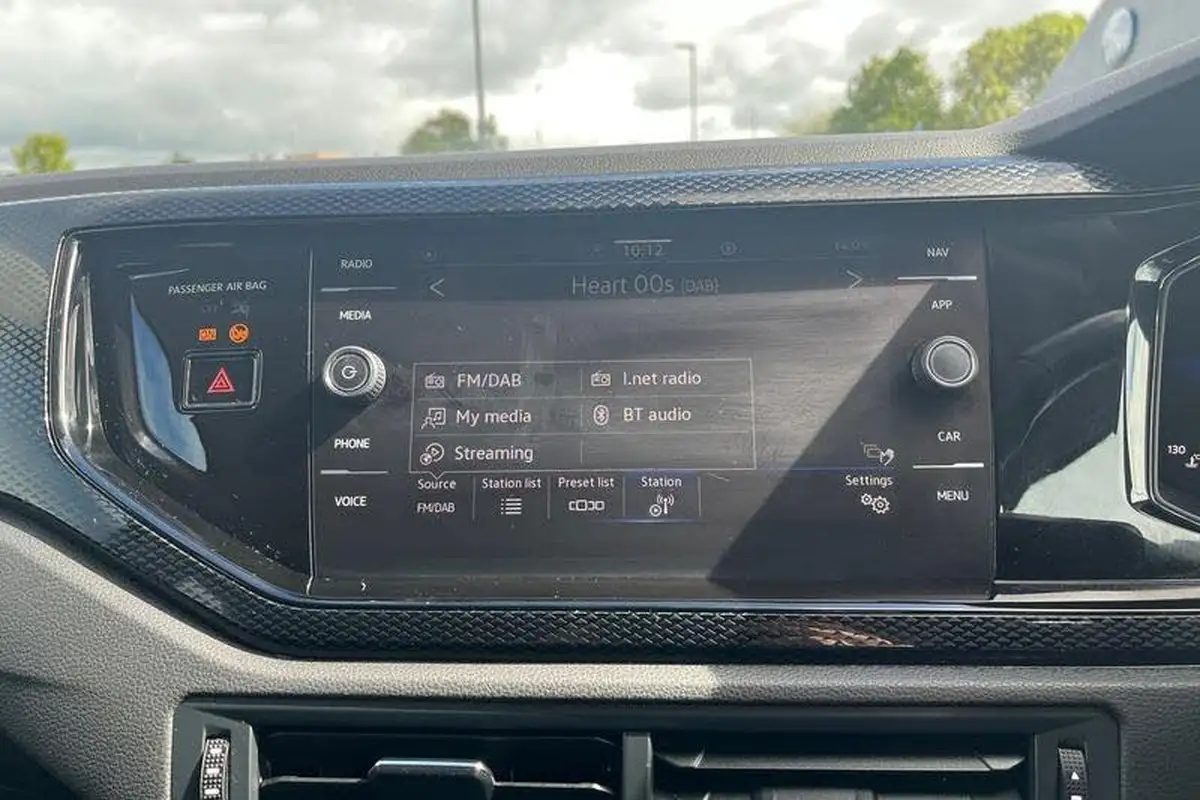 PASSENGER AIR BAG
RADIO
MEDIA
PHONE
VOICE
10:12
Heart 00s (DAB)
FM/DAB
I.net radio
My media
BT audio
Streaming
Source
FM/DAB
Station list
Preset list
Station
Settings
NAV
APP
CAR
MENU
130